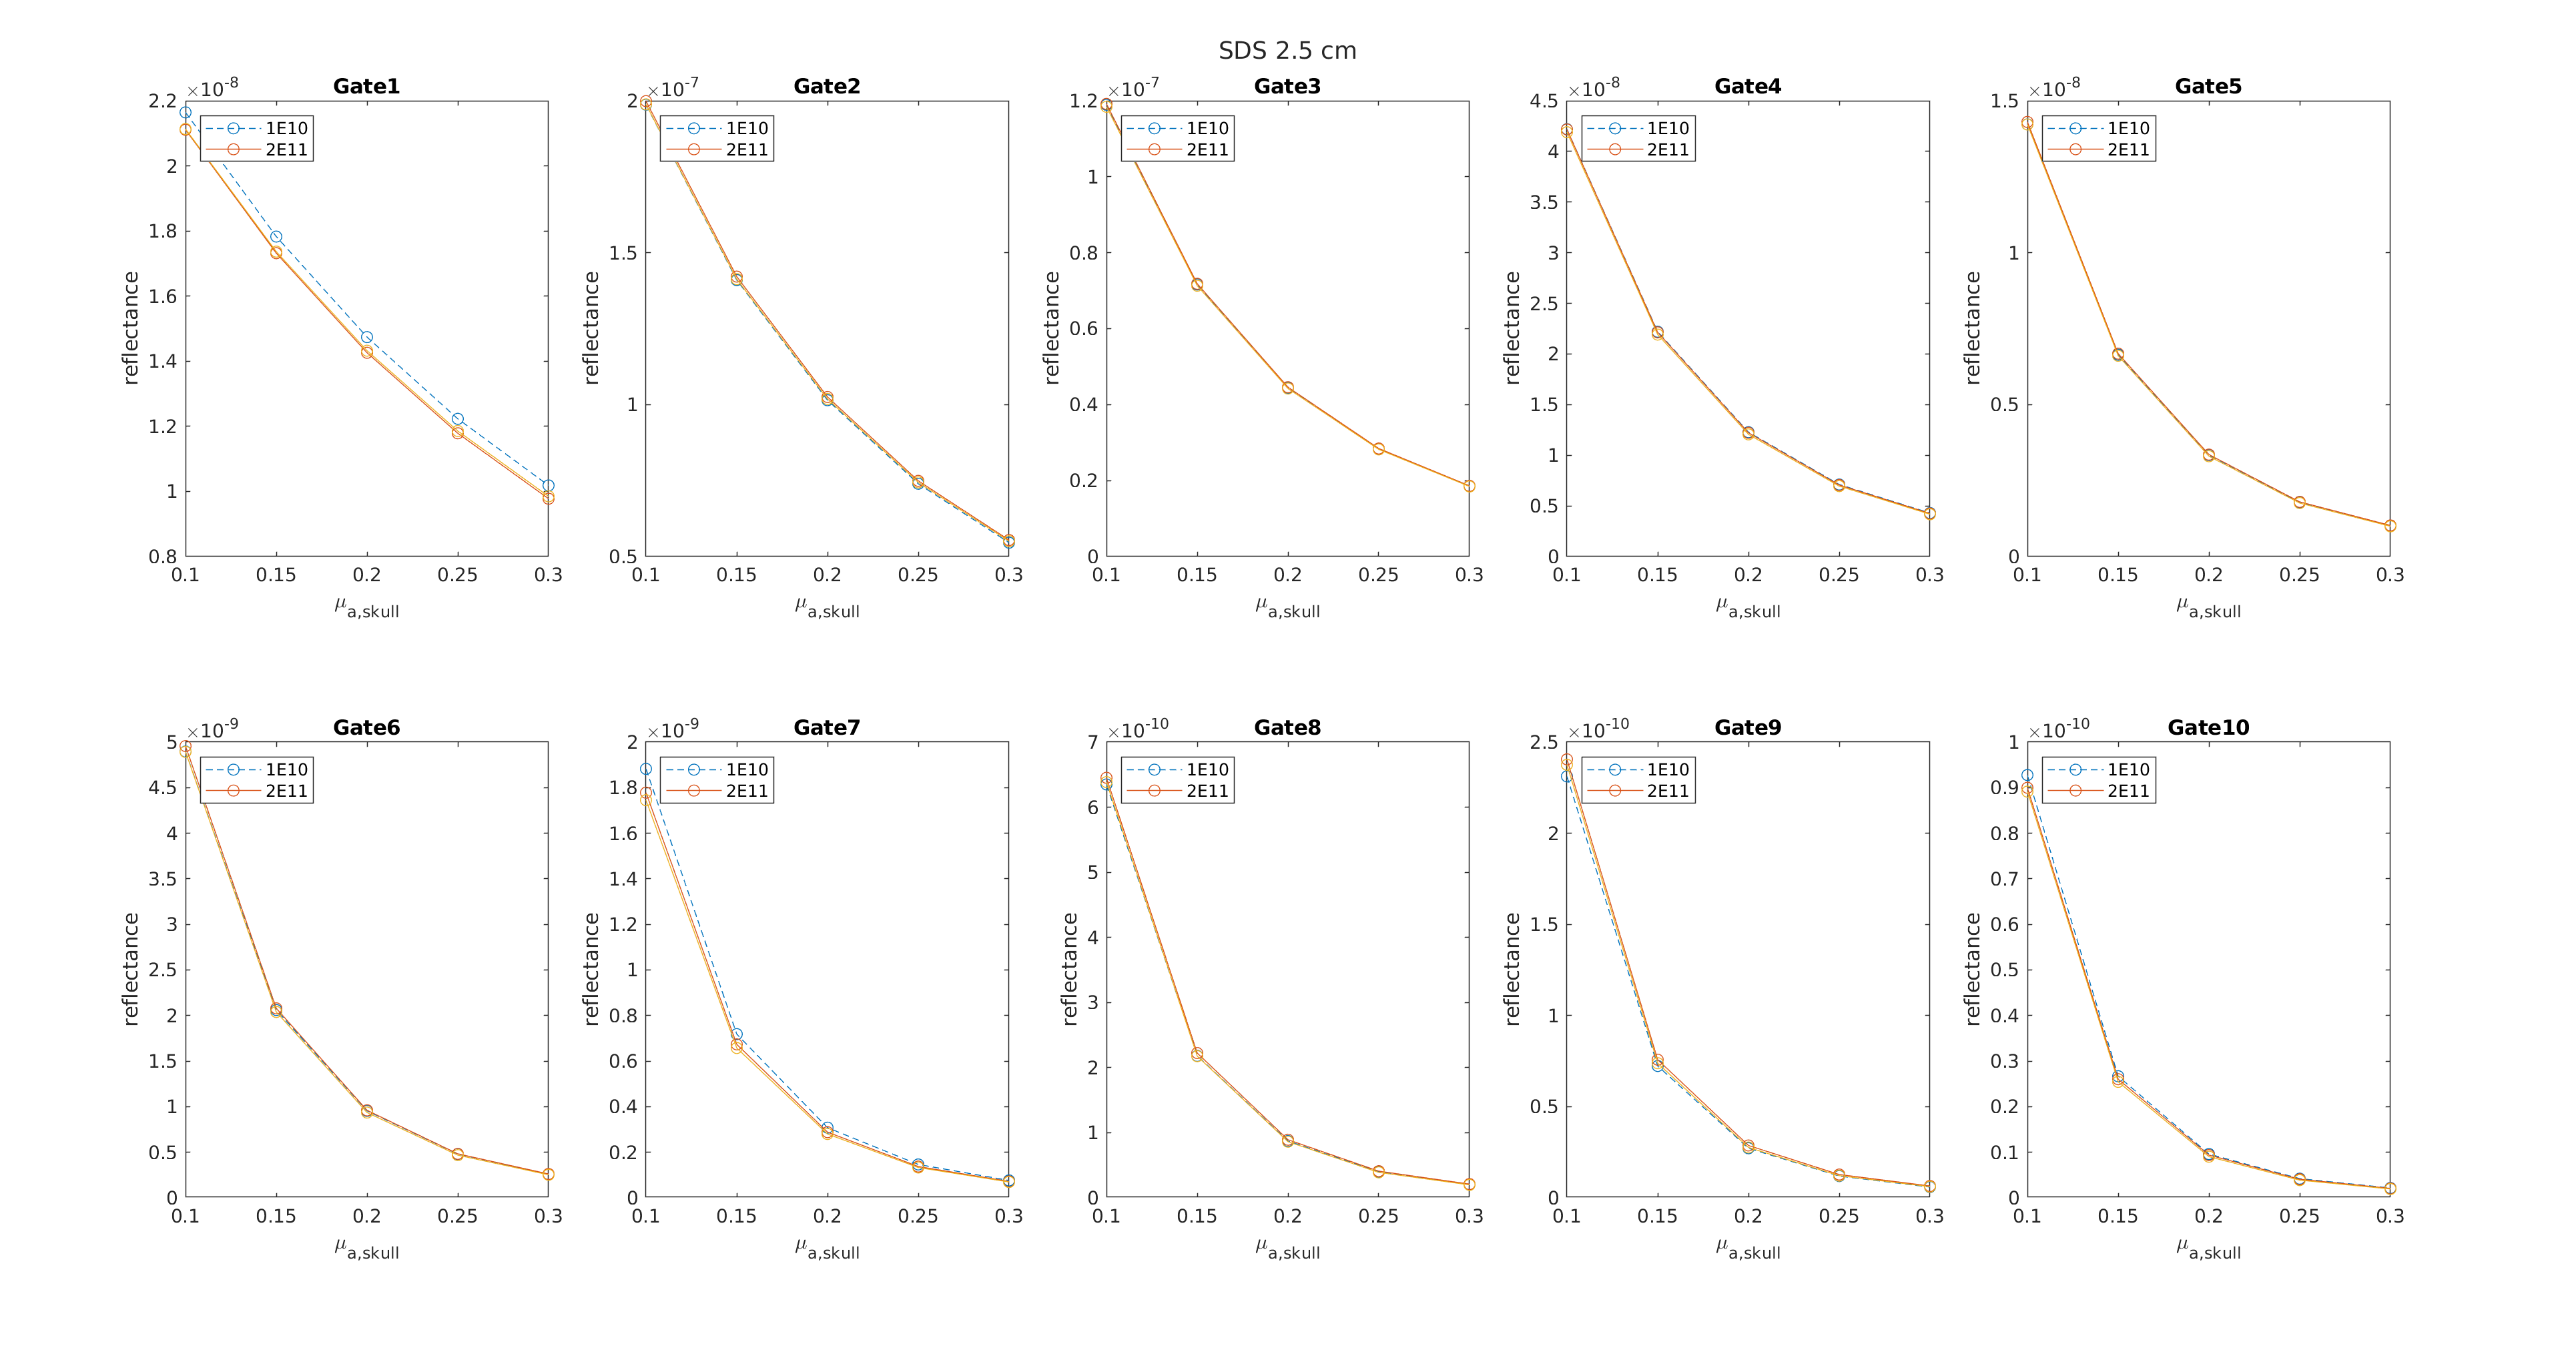 SDS 2.5 cm
Gate1
×10-8
2.2
2
1.8
1.6
1.4
1.2
1
0.8
reflectance
1E10
2E11
0.1 0.15 0.2 0.25 0.3
μa,skull
Gate2
×10-7
2
1.5
1
0.5
reflectance
1E10
2E11
0.1 0.15 0.2 0.25 0.3
μa,skull
Gate3
×10-7
1.2
1
0.8
0.6
0.4
0.2
0
reflectance
1E10
2E11
0.1 0.15 0.2 0.25 0.3
μa,skull
Gate4
×10-8
4.5
4
3.5
3
2.5
2
1.5
1
0.5
0
reflectance
1E10
2E11
0.1 0.15 0.2 0.25 0.3
μa,skull
Gate5
×10-8
1.5
1
0.5
0
reflectance
1E10
2E11
0.1 0.15 0.2 0.25 0.3
μa,skull
Gate6
×10-9
5
4.5
4
3.5
3
2.5
2
1.5
1
0.5
0
reflectance
1E10
2E11
0.1 0.15 0.2 0.25 0.3
μa,skull
Gate7
×10-9
2
1.8
1.6
1.4
1.2
1
0.8
0.6
0.4
0.2
0
reflectance
1E10
2E11
0.1 0.15 0.2 0.25 0.3
μa,skull
Gate8
×10-10
7
6
5
4
3
2
1
0
reflectance
1E10
2E11
0.1 0.15 0.2 0.25 0.3
μa,skull
Gate9
×10-10
2.5
2
1.5
1
0.5
0
reflectance
1E10
2E11
0.1 0.15 0.2 0.25 0.3
μa,skull
Gate10
×10-10
1
0.9
0.8
0.7
0.6
0.5
0.4
0.3
0.2
0.1
0
reflectance
1E10
2E11
0.1 0.15 0.2 0.25 0.3
μa,skull